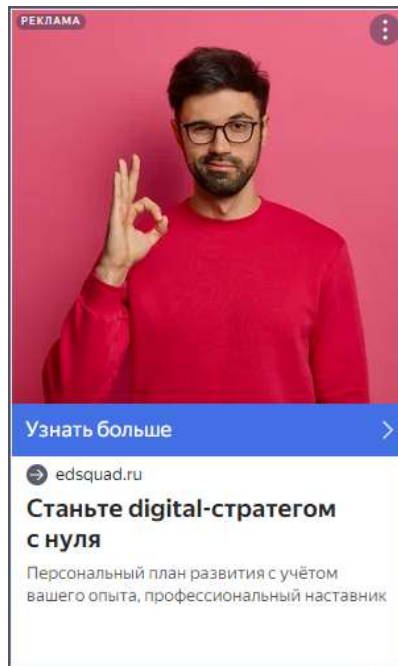 РЕКЛАМА
Узнать больше
edsquad.ru
Станьте digital-стратегом
с нуля
Персональный план развития с учётом
вашего опыта, профессиональный наставник